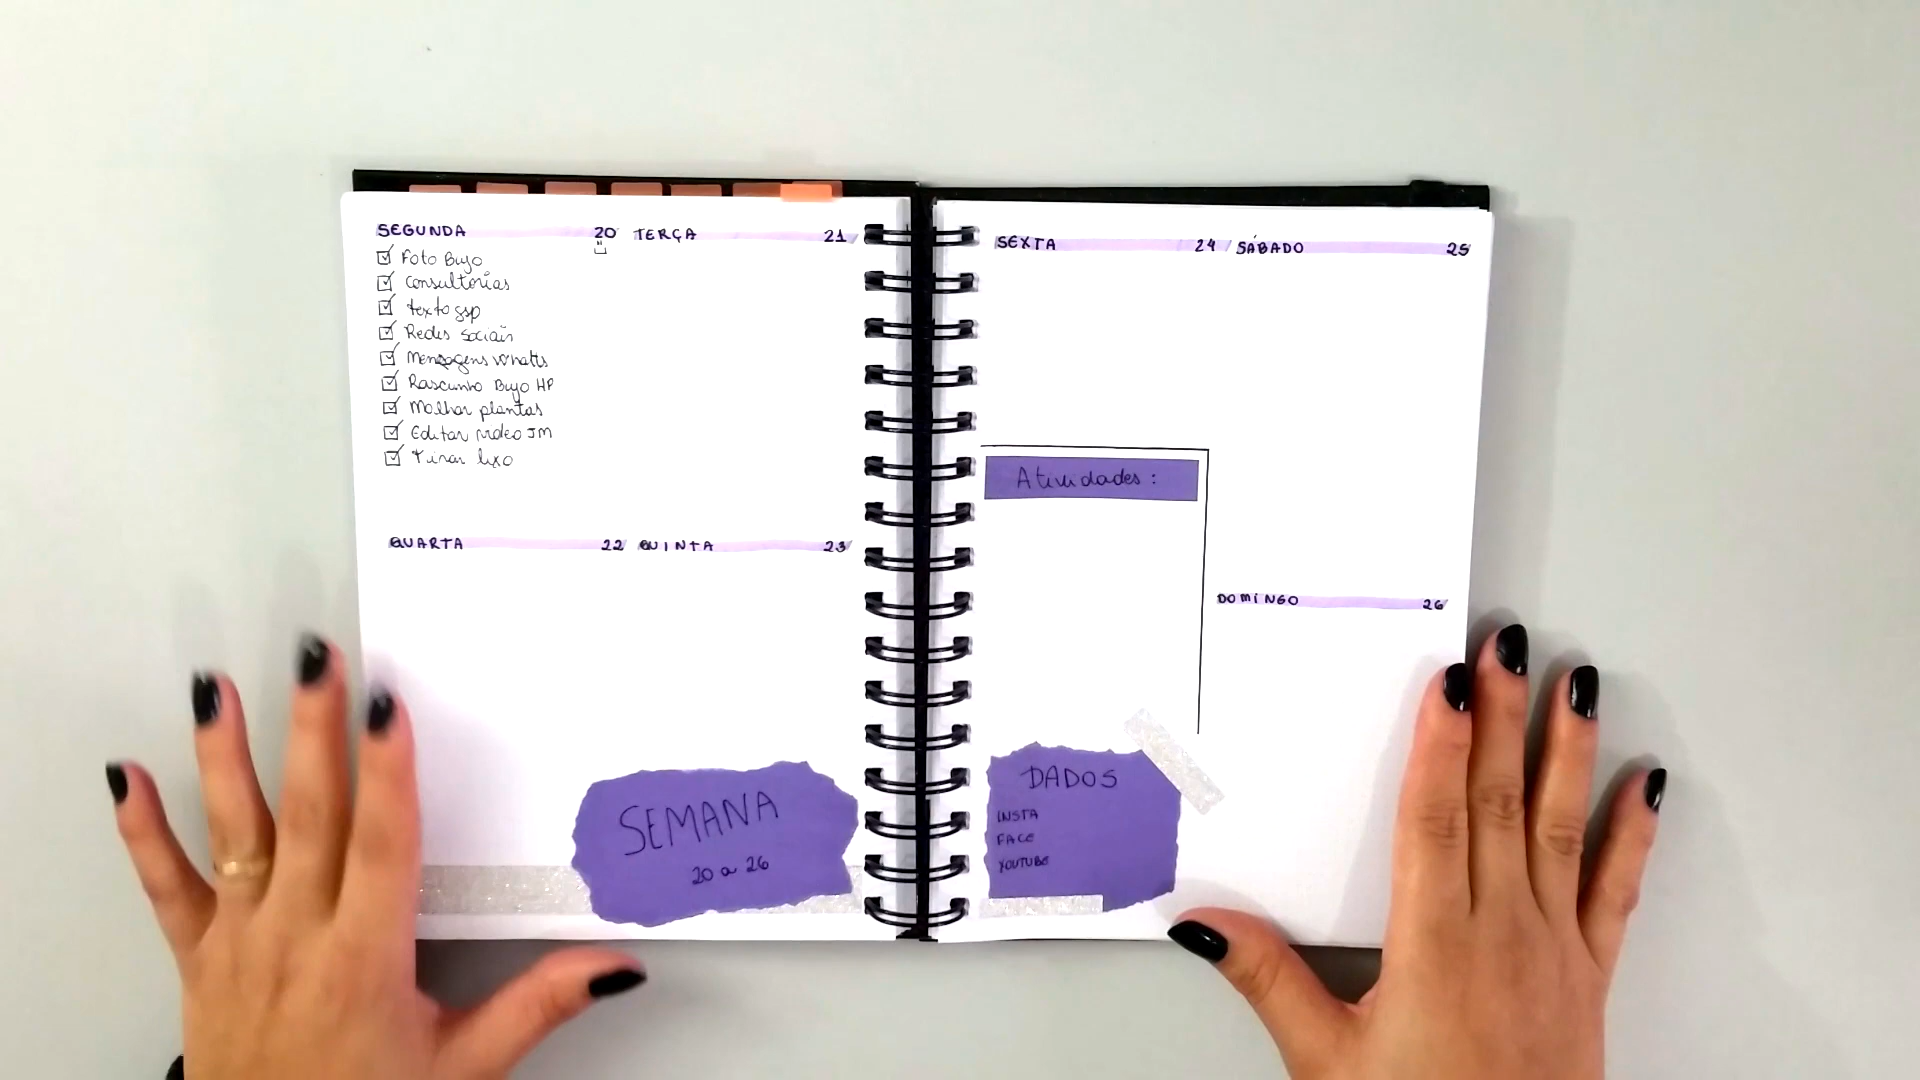 SEGUNDA 20
Foto Bujo
Consultorias
texto gsp
Redes sociais
Mensagens whats
Rascunho Bujo HP
Molhar plantas
Editar video JM
Tirar lixo
TERÇA 21
QUARTA 22
QUINTA 23
SEMANA
20 a 26
SEXTA 24
SÁBADO 25
Atividades:
DOMINGO 26
DADOS
INSTA
FACE
YOUTUBE